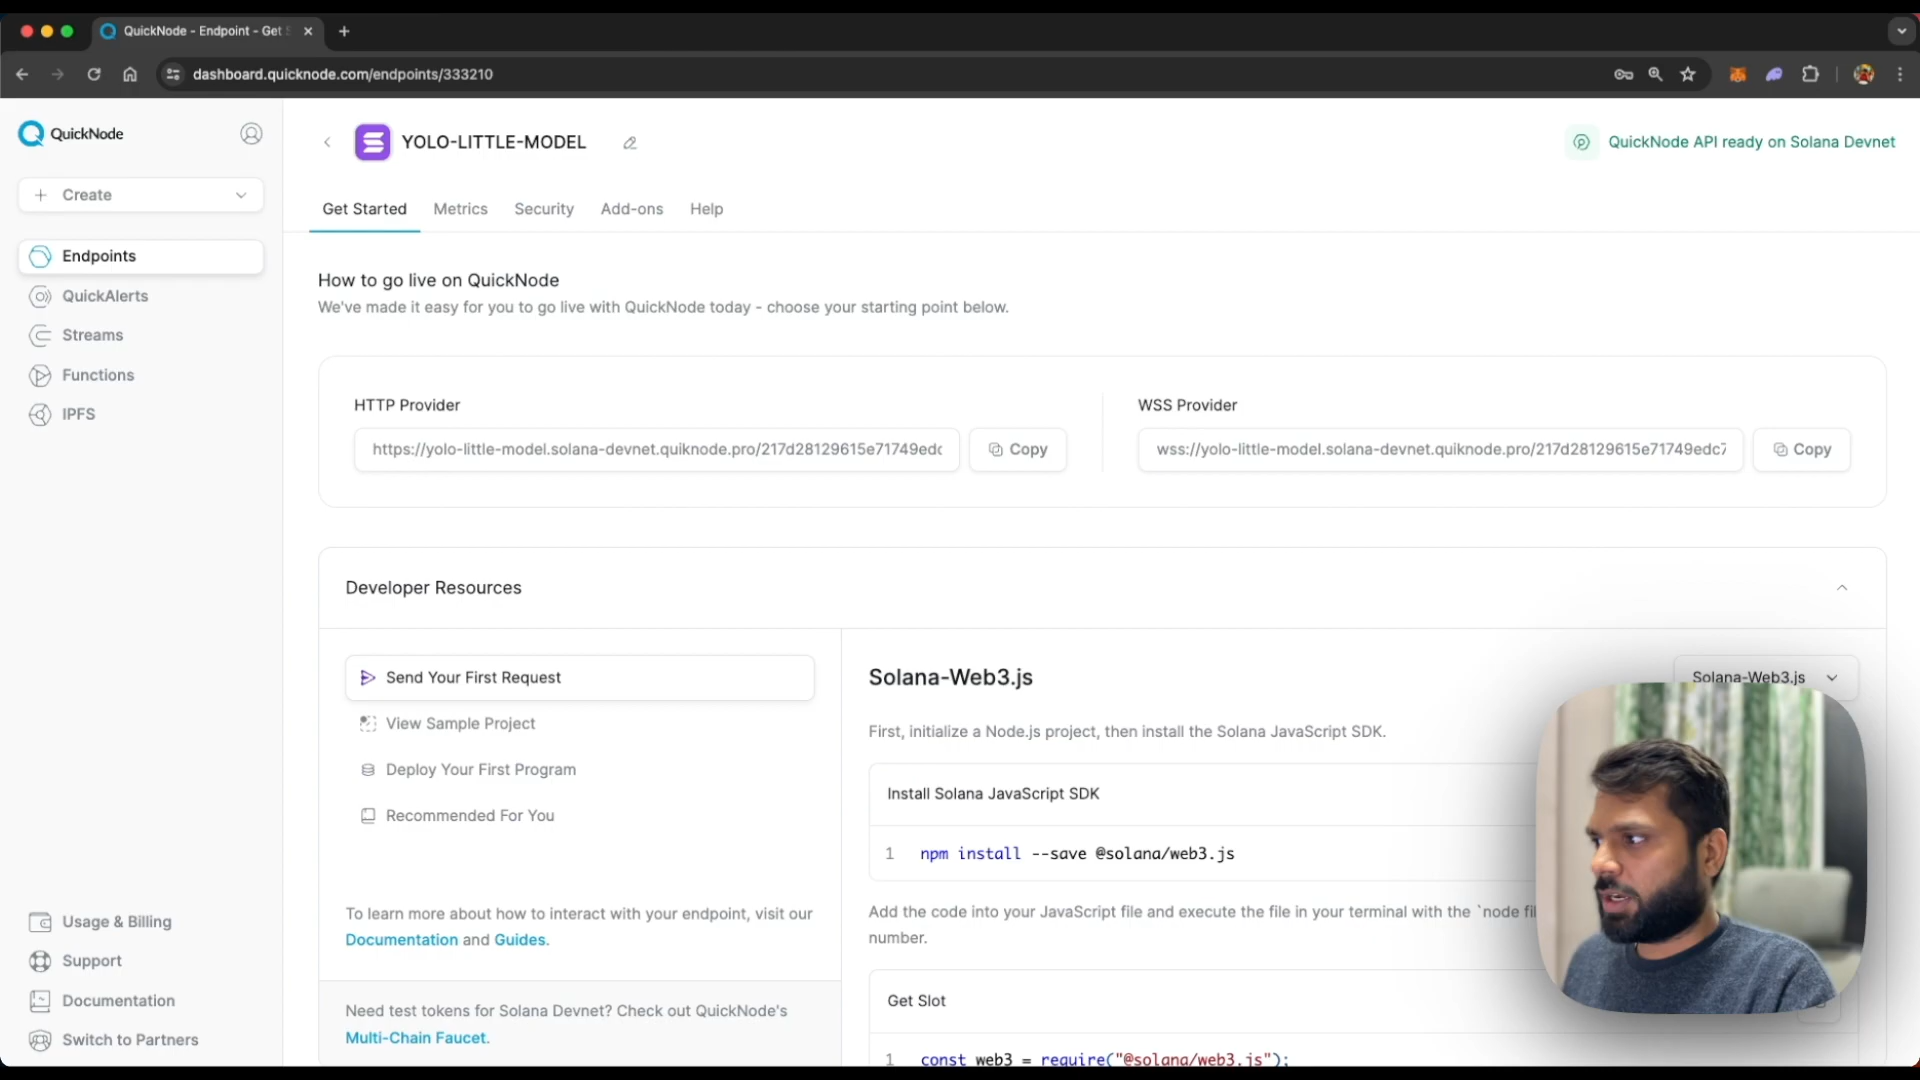 QuickNode - Endpoint - Get S
dashboard.quicknode.com/endpoints/333210
QuickNode
Create
Endpoints
QuickAlerts
Streams
Functions
IPFS
Usage & Billing
Support
Documentation
Switch to Partners
YOLO-LITTLE-MODEL
QuickNode API ready on Solana Devnet
Get Started Metrics Security Add-ons Help
How to go live on QuickNode
We've made it easy for you to go live with QuickNode today - choose your starting point below.
HTTP Provider
https://yolo-little-model.solana-devnet.quiknode.pro/217d28129615e71749edc
Copy
WSS Provider
wss://yolo-little-model.solana-devnet.quiknode.pro/217d28129615e71749edc7
Copy
Developer Resources
Send Your First Request
View Sample Project
Deploy Your First Program
Recommended For You
To learn more about how to interact with your endpoint, visit our
Documentation and Guides.
Need test tokens for Solana Devnet? Check out QuickNode's
Multi-Chain Faucet.
Solana-Web3.js
Solana-Web3.js
First, initialize a Node.js project, then install the Solana JavaScript SDK.
Install Solana JavaScript SDK
1 npm install --save @solana/web3.js
Add the code into your JavaScript file and execute the file in your terminal with the `node fil
number.
Get Slot
1 const web3 = require("@solana/web3.js");